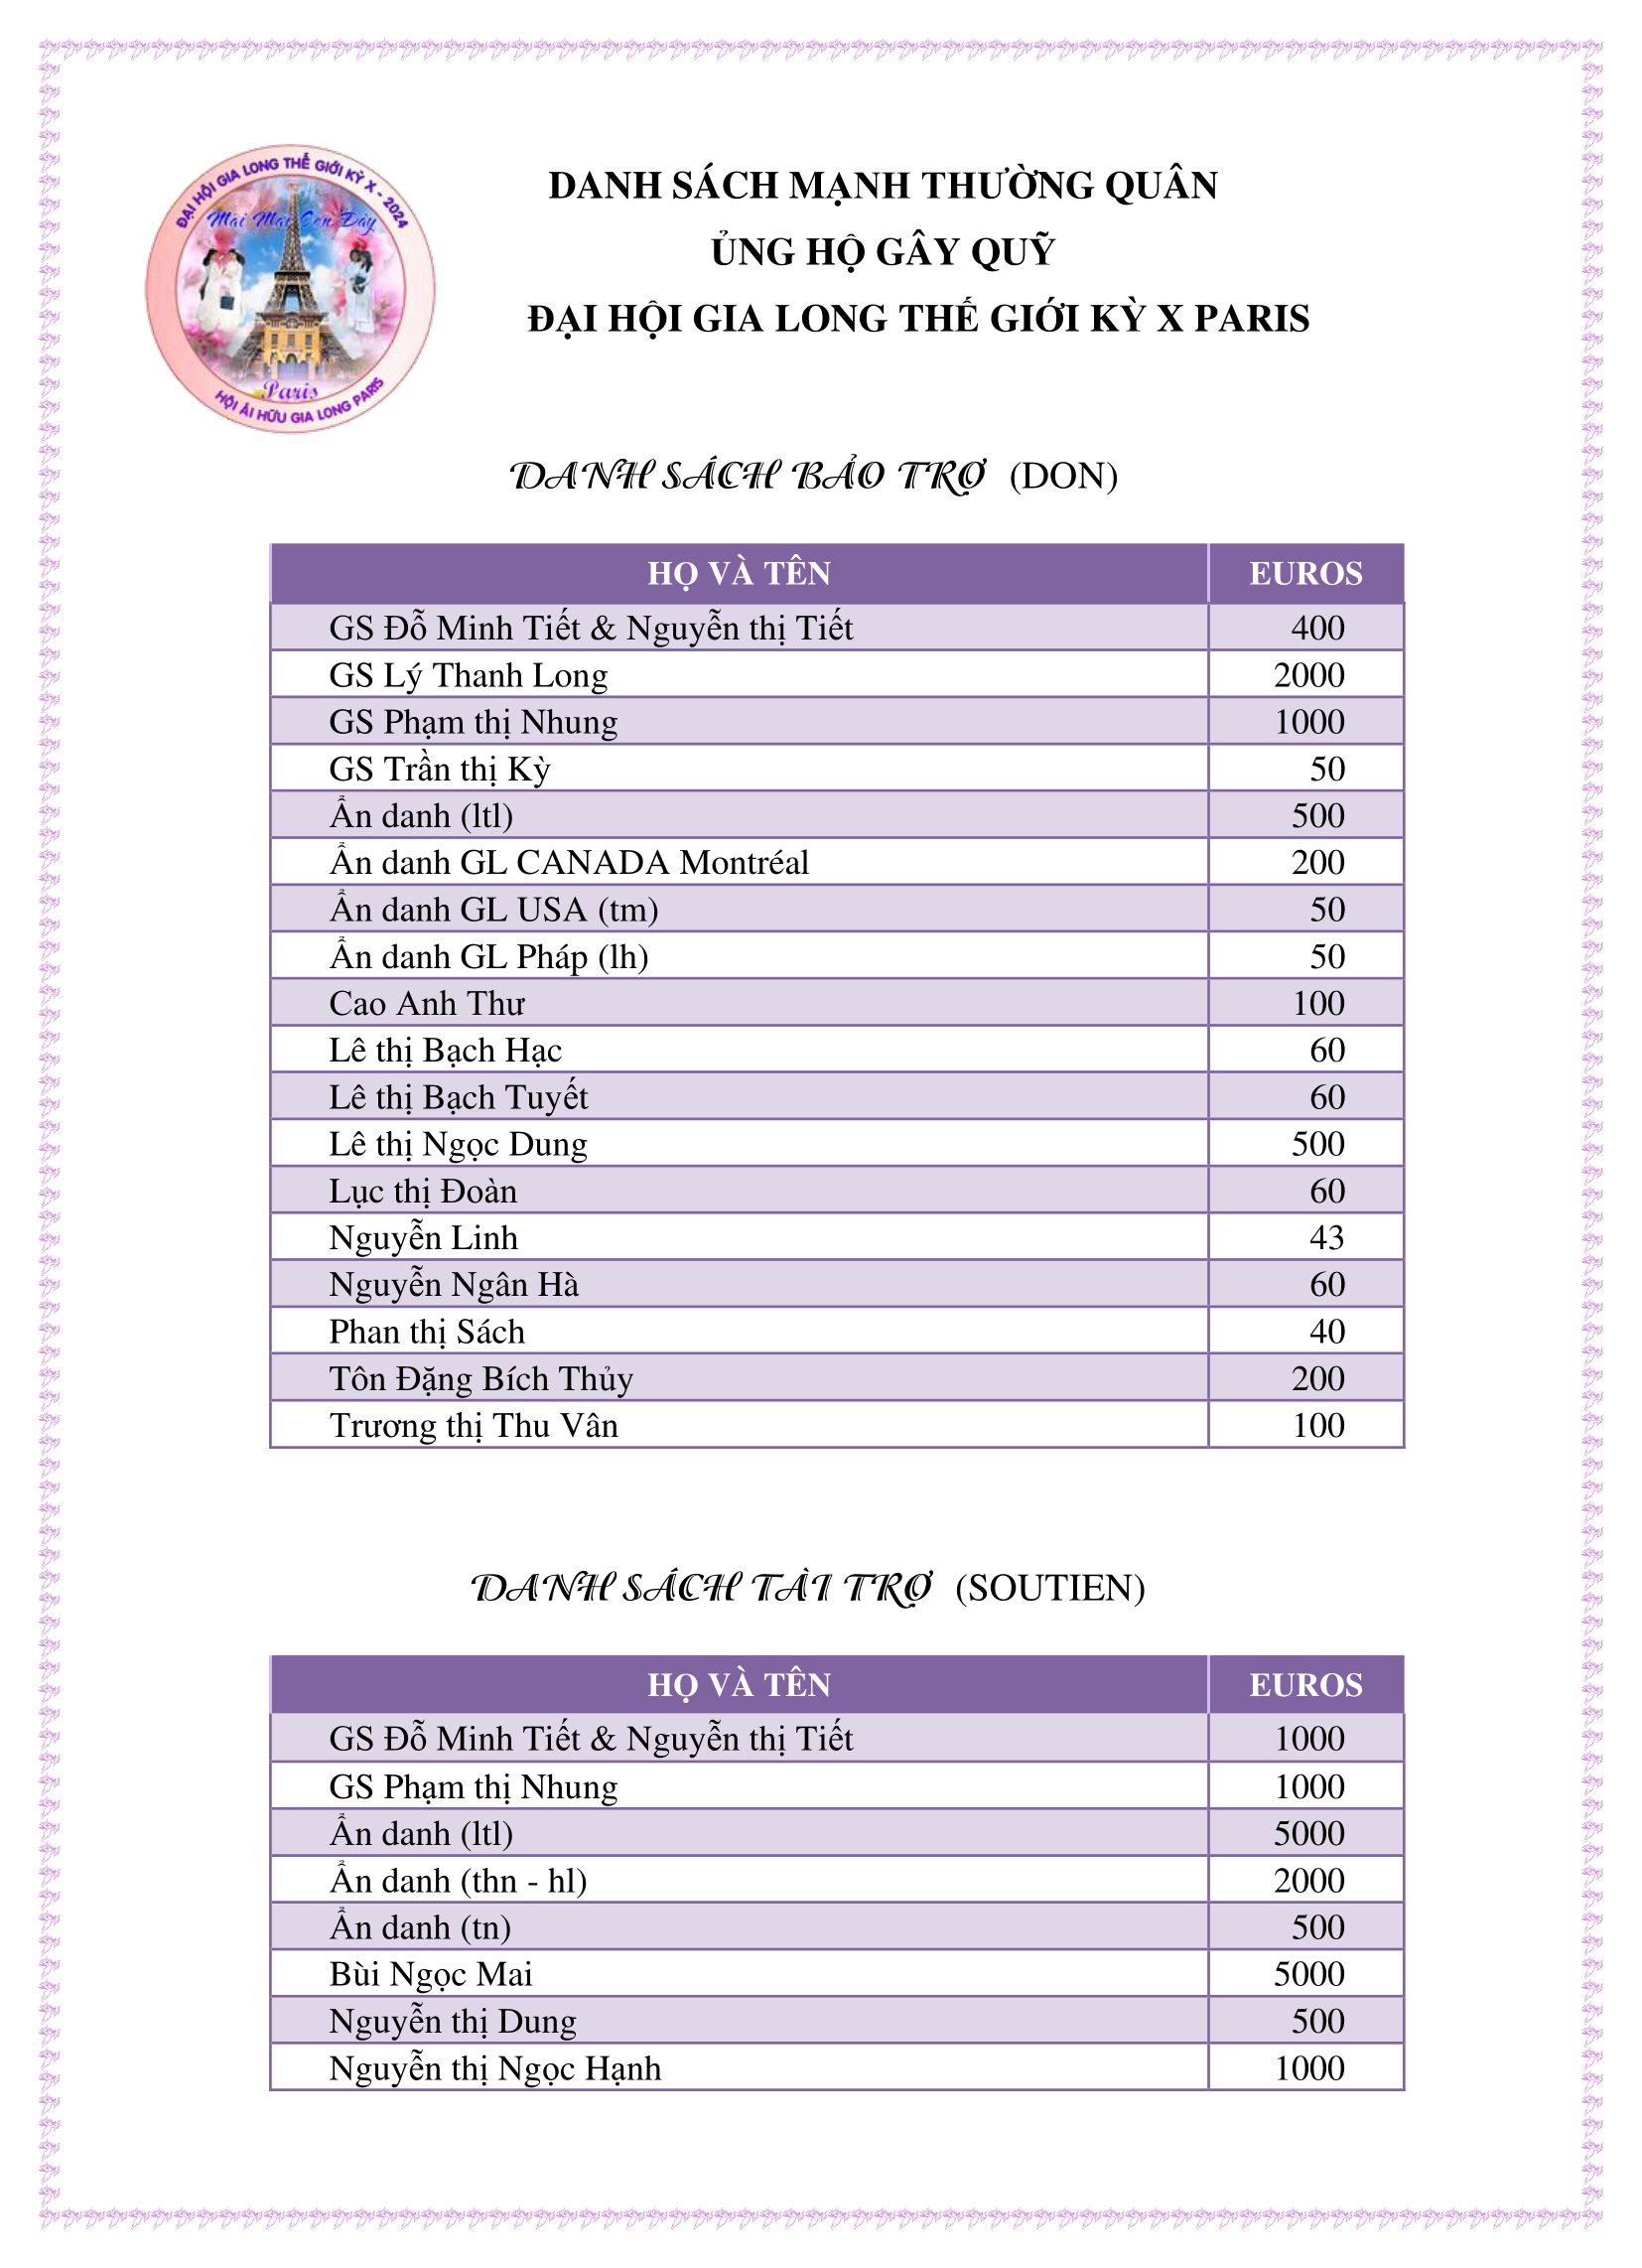 ĐẠI HỘI GIA LONG THẾ GIỚI KỲ X - 2024
Mai Mai Còn Đây
Paris
HỘI ÁI HỮU GIA LONG PARIS
DANH SÁCH MẠNH THƯỜNG QUÂN
ỦNG HỘ GÂY QUỸ
ĐẠI HỘI GIA LONG THẾ GIỚI KỲ X PARIS
DANH SÁCH BẢO TRỢ (DON)
HỌ VÀ TÊN EUROS
GS Đỗ Minh Tiết & Nguyễn thị Tiết 400
GS Lý Thanh Long 2000
GS Phạm thị Nhung 1000
GS Trần thị Kỳ 50
Ẩn danh (ltl) 500
Ẩn danh GL CANADA Montréal 200
Ẩn danh GL USA (tm) 50
Ẩn danh GL Pháp (lh) 50
Cao Anh Thư 100
Lê thị Bạch Hạc 60
Lê thị Bạch Tuyết 60
Lê thị Ngọc Dung 500
Lục thị Đoàn 60
Nguyễn Linh 43
Nguyễn Ngân Hà 60
Phan thị Sách 40
Tôn Đặng Bích Thủy 200
Trương thị Thu Vân 100
DANH SÁCH TÀI TRỢ (SOUTIEN)
HỌ VÀ TÊN EUROS
GS Đỗ Minh Tiết & Nguyễn thị Tiết 1000
GS Phạm thị Nhung 1000
Ẩn danh (ltl) 5000
Ẩn danh (thn - hl) 2000
Ẩn danh (tn) 500
Bùi Ngọc Mai 5000
Nguyễn thị Dung 500
Nguyễn thị Ngọc Hạnh 1000